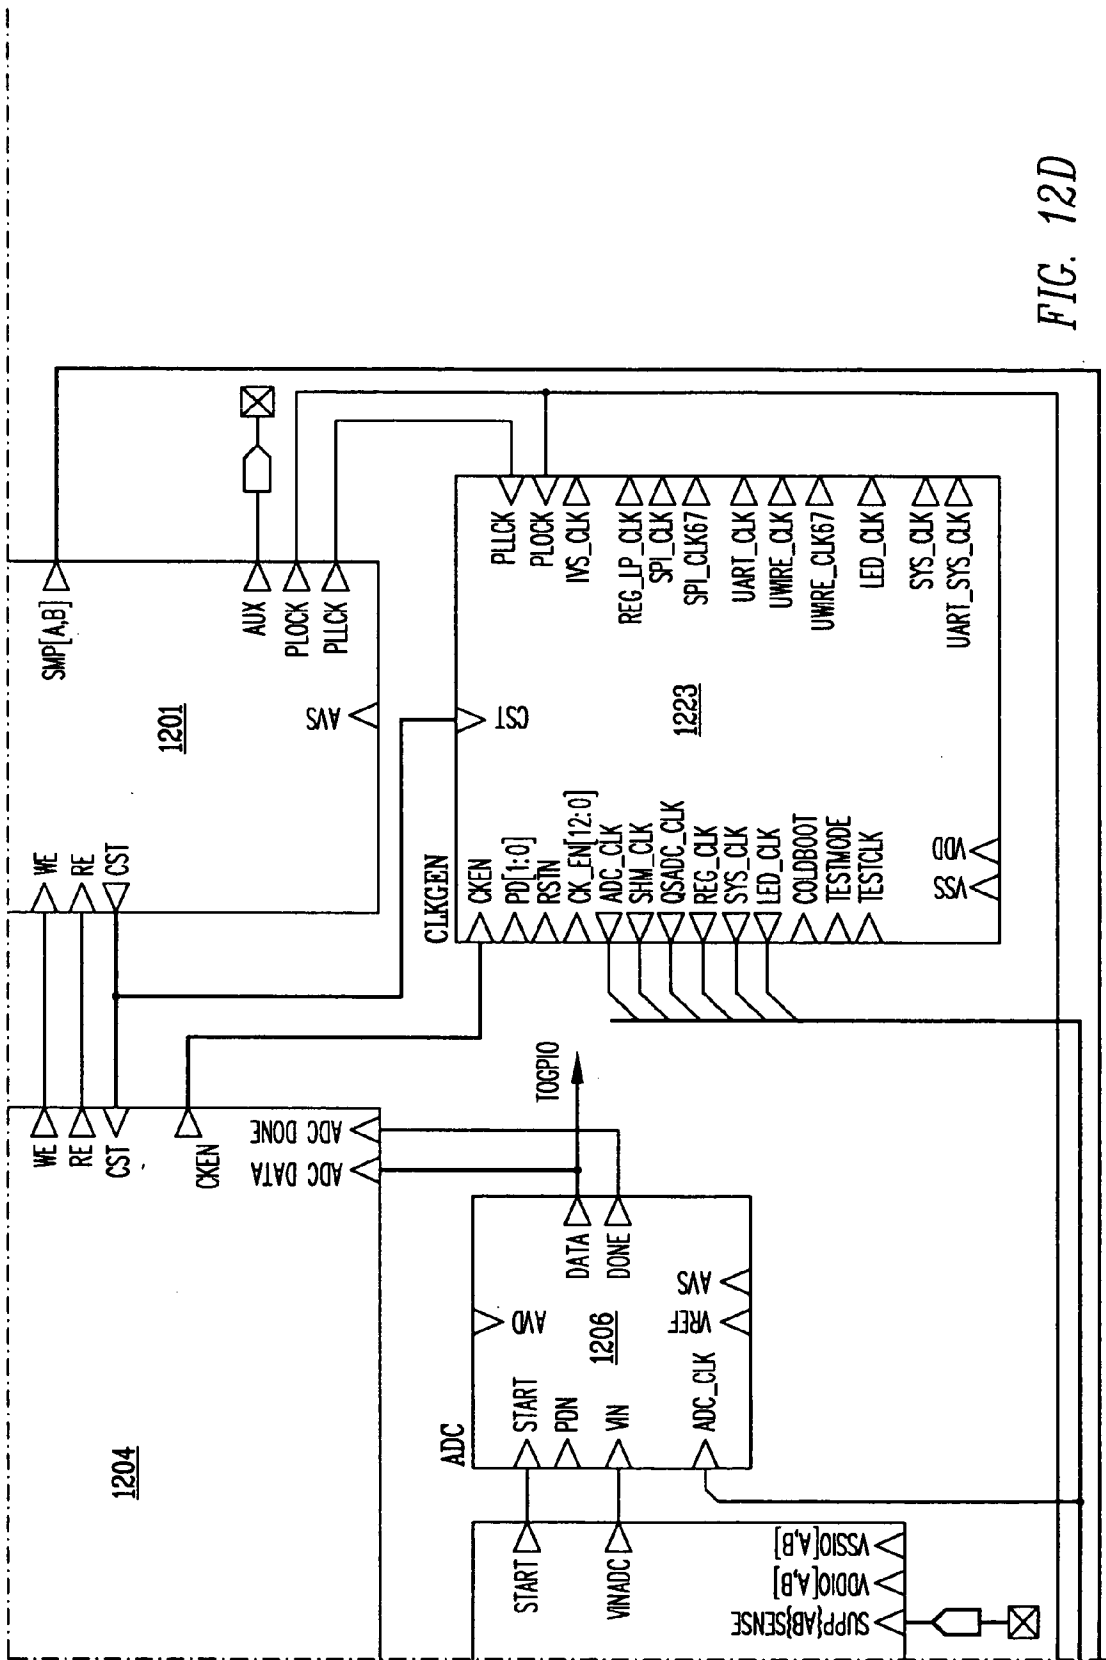 1204
WE
RE
CST
CKEN
ADC DATA
ADC DONE
WE
RE
CST
1201
SMP[A,B]
AUX
PLOCK
PLLCK
AVS
START
VINADC
SUPP{AB}SENSE
VDDIO[A,B]
VSSIO[A,B]
ADC
START
PDN
VIN
ADC_CLK
AVD
1206
VREF
AVS
DATA
DONE
TOGPIO
CLKGEN
CKEN
PD[1:0]
RSTN
CK_EN[12:0]
ADC_CLK
SHM_CLK
QSADC_CLK
REG_CLK
SYS_CLK
LED_CLK
COLDBOOT
TESTMODE
TESTCLK
CST
1223
VSS
VDD
PLLCK
PLOCK
IVS_CLK
REG_LP_CLK
SPI_CLK
SPI_CLK67
UART_CLK
UWIRE_CLK
UWIRE_CLK67
LED_CLK
SYS_CLK
UART_SYS_CLK
FIG. 12D